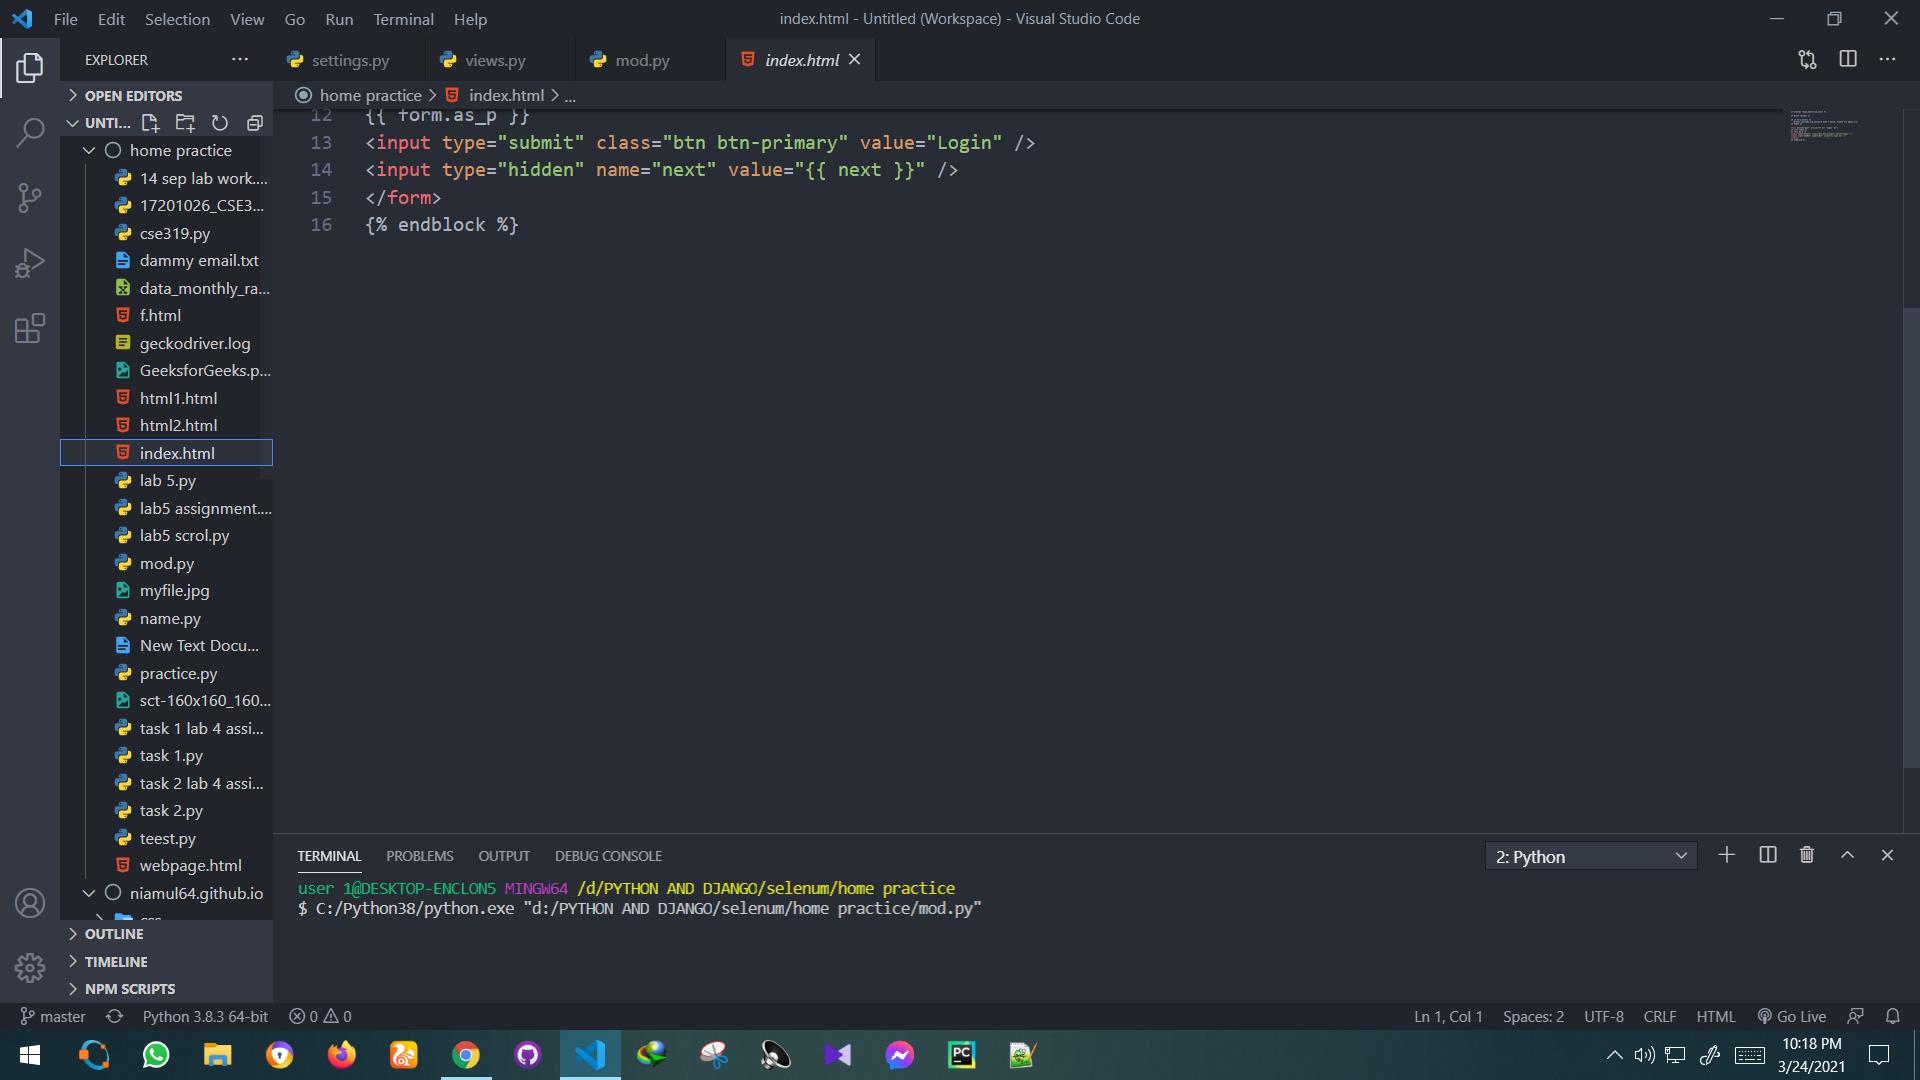 File Edit Selection View Go Run Terminal Help
index.html - Untitled (Workspace) - Visual Studio Code
EXPLORER
settings.py
views.py
mod.py
index.html
OPEN EDITORS
home practice > index.html > ...
UNTI...
home practice
14 sep lab work....
17201026_CSE3...
cse319.py
dammy email.txt
data_monthly_ra...
f.html
geckodriver.log
GeeksforGeeks.p...
html1.html
html2.html
index.html
lab 5.py
lab5 assignment....
lab5 scrol.py
mod.py
myfile.jpg
name.py
New Text Docu...
practice.py
sct-160x160_160...
task 1 lab 4 assi...
task 1.py
task 2 lab 4 assi...
task 2.py
teest.py
webpage.html
niamul64.github.io
css
OUTLINE
TIMELINE
NPM SCRIPTS
12 {{ form.as_p }}
13 <input type="submit" class="btn btn-primary" value="Login" />
14 <input type="hidden" name="next" value="{{ next }}" />
15 </form>
16 {% endblock %}
TERMINAL PROBLEMS OUTPUT DEBUG CONSOLE
2: Python
user 1@DESKTOP-ENCLON5 MINGW64 /d/PYTHON AND DJANGO/selenum/home practice
$ C:/Python38/python.exe "d:/PYTHON AND DJANGO/selenum/home practice/mod.py"
master Python 3.8.3 64-bit 0 0
Ln 1, Col 1 Spaces: 2 UTF-8 CRLF HTML Go Live
PC
10:18 PM
3/24/2021